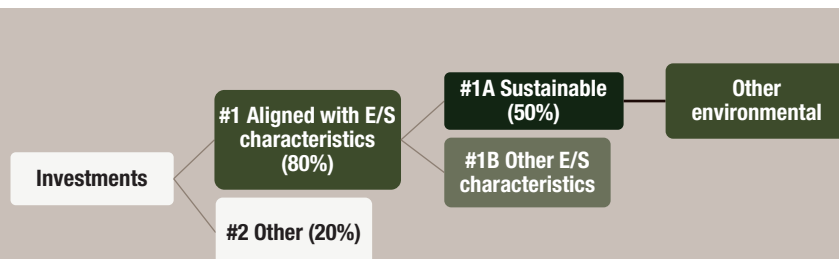 Investments
#1 Aligned with E/S
characteristics
(80%)
#2 Other (20%)
#1A Sustainable
(50%)
#1B Other E/S
characteristics
Other
environmental